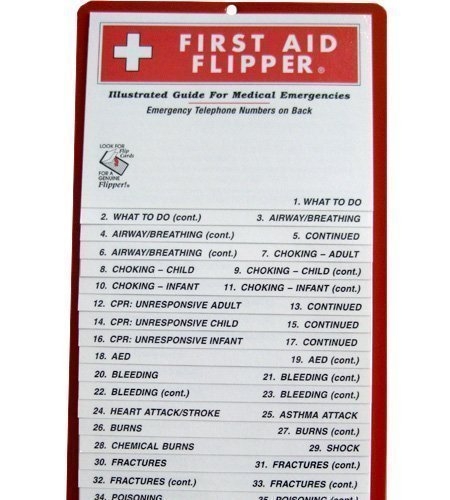 FIRST AID
FLIPPER®
Illustrated Guide For Medical Emergencies
Emergency Telephone Numbers on Back
LOOK FOR
Flip
Cards
FOR A
GENUINE
Flipper!®
1. WHAT TO DO
2. WHAT TO DO (cont.) 3. AIRWAY/BREATHING
4. AIRWAY/BREATHING (cont.) 5. CONTINUED
6. AIRWAY/BREATHING (cont.) 7. CHOKING – ADULT
8. CHOKING – CHILD 9. CHOKING – CHILD (cont.)
10. CHOKING – INFANT 11. CHOKING – INFANT (cont.)
12. CPR: UNRESPONSIVE ADULT 13. CONTINUED
14. CPR: UNRESPONSIVE CHILD 15. CONTINUED
16. CPR: UNRESPONSIVE INFANT 17. CONTINUED
18. AED 19. AED (cont.)
20. BLEEDING 21. BLEEDING (cont.)
22. BLEEDING (cont.) 23. BLEEDING (cont.)
24. HEART ATTACK/STROKE 25. ASTHMA ATTACK
26. BURNS 27. BURNS (cont.)
28. CHEMICAL BURNS 29. SHOCK
30. FRACTURES 31. FRACTURES (cont.)
32. FRACTURES (cont.) 33. FRACTURES (cont.)
34. POISONING 35. POISONING (cont.)